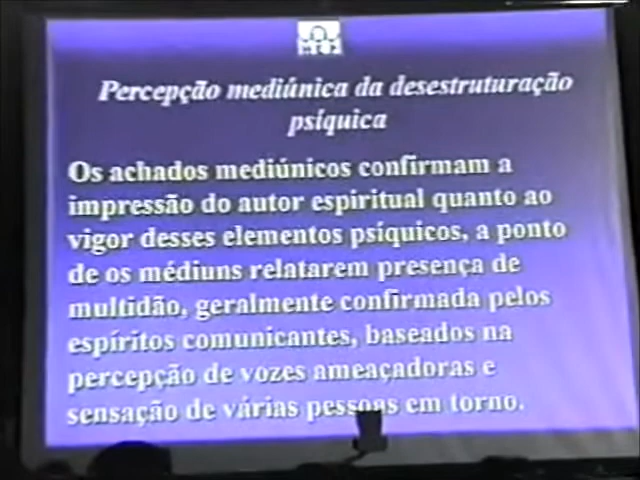 Percepção mediúnica da desestruturação
psíquica
Os achados mediúnicos confirmam a
impressão do autor espiritual quanto ao
vigor desses elementos psíquicos, a ponto
de os médiuns relatarem presença de
multidão, geralmente confirmada pelos
espíritos comunicantes, baseados na
percepção de vozes ameaçadoras e
sensação de várias pessoas em torno.